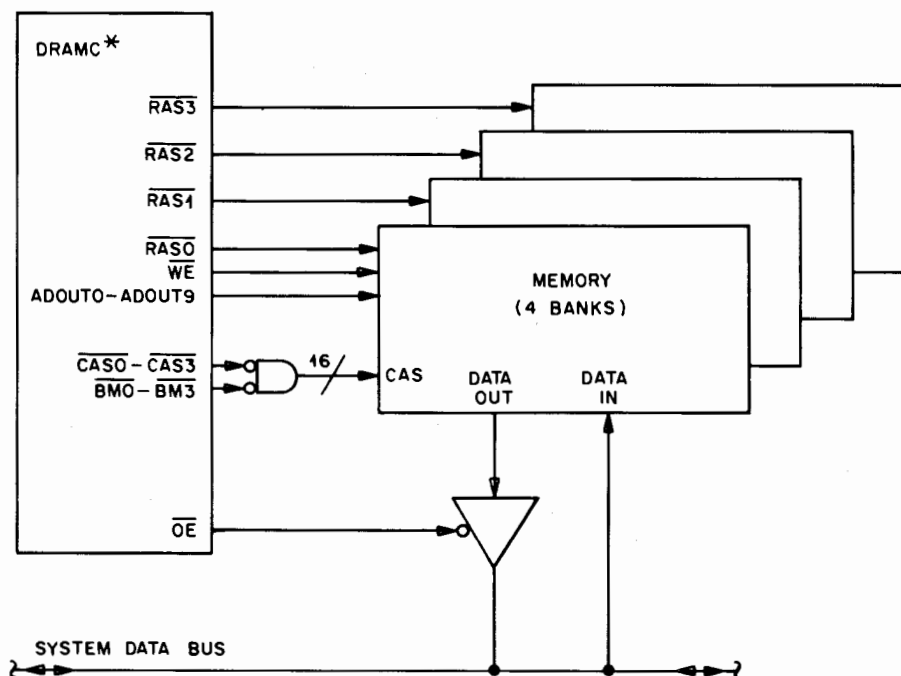 DRAMC*
RAS3
RAS2
RAS1
RAS0
WE
ADOUT0-ADOUT9
CAS0-CAS3
BM0-BM3
16
CAS
MEMORY
(4 BANKS)
DATA OUT
DATA IN
OE
SYSTEM DATA BUS